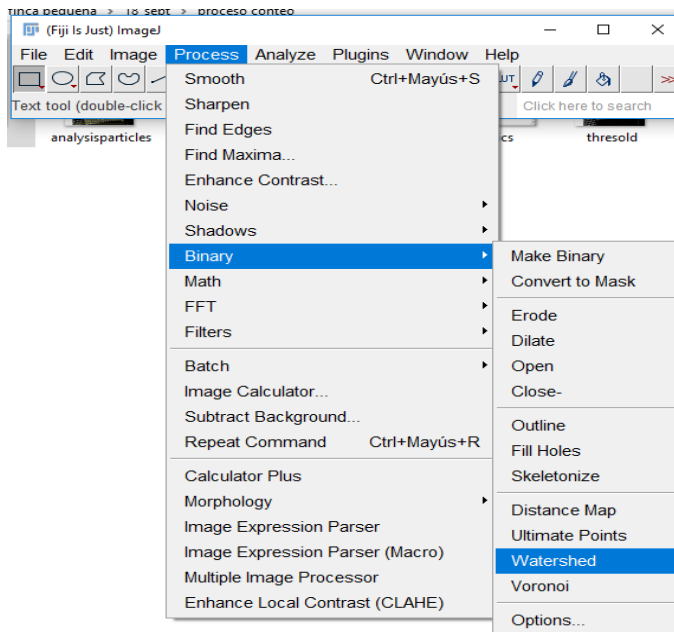 finca pequeña > 18 sept > proceso conteo
(Fiji Is Just) ImageJ
File Edit Image Process Analyze Plugins Window Help
Text tool (double-click
Click here to search
analysisparticles
thresold
Smooth Ctrl+Mayús+S
Sharpen
Find Edges
Find Maxima...
Enhance Contrast...
Noise
Shadows
Binary
Math
FFT
Filters
Batch
Image Calculator...
Subtract Background...
Repeat Command Ctrl+Mayús+R
Calculator Plus
Morphology
Image Expression Parser
Image Expression Parser (Macro)
Multiple Image Processor
Enhance Local Contrast (CLAHE)
Make Binary
Convert to Mask
Erode
Dilate
Open
Close-
Outline
Fill Holes
Skeletonize
Distance Map
Ultimate Points
Watershed
Voronoi
Options...